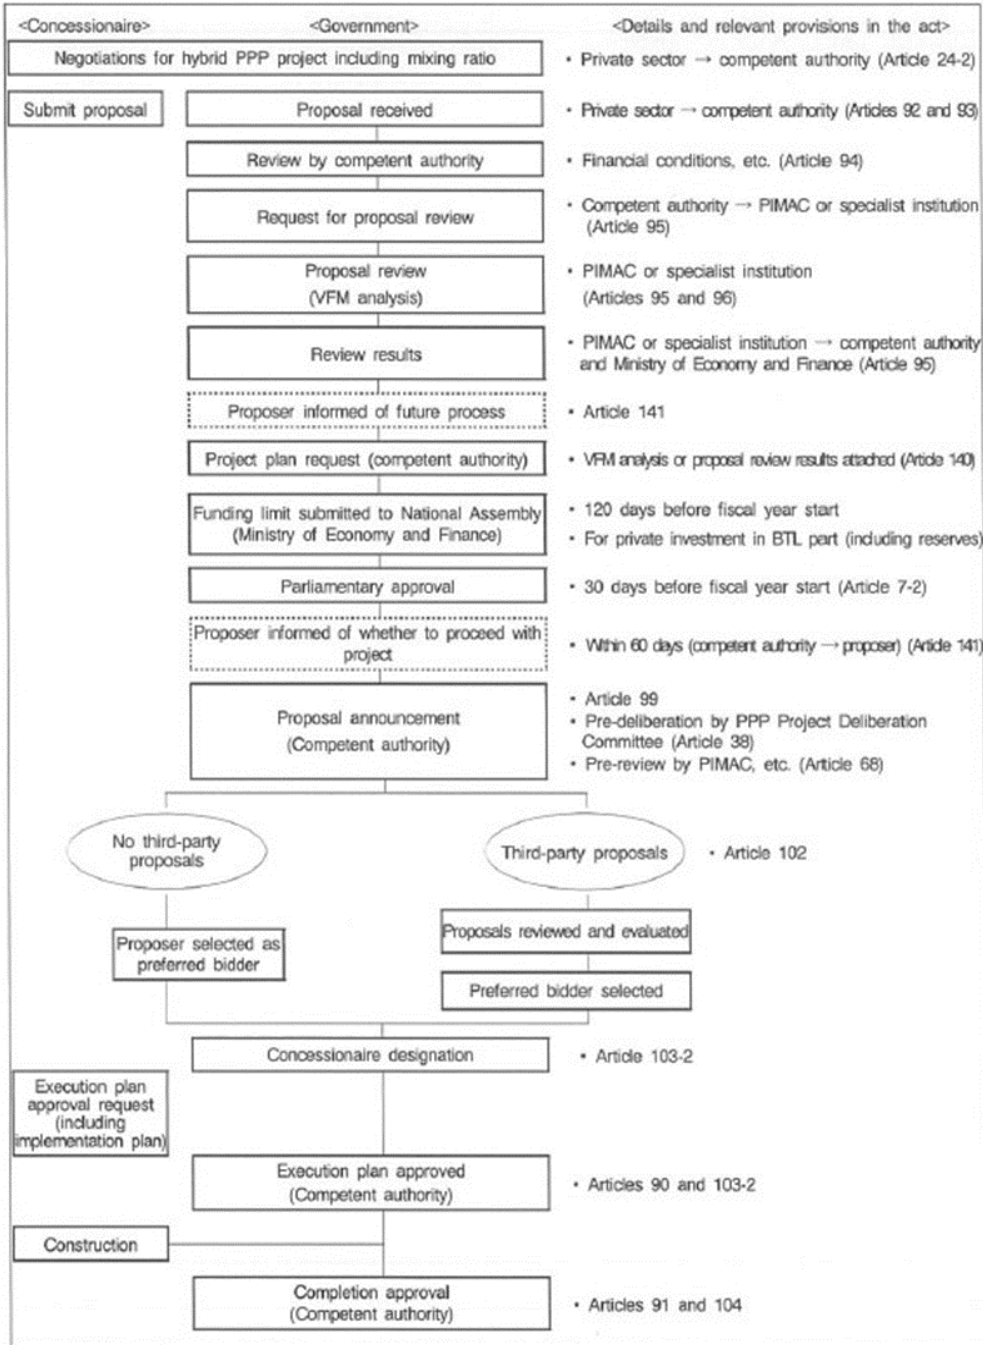 <Concessionaire> <Government> <Details and relevant provisions in the act>
Negotiations for hybrid PPP project including mixing ratio
• Private sector → competent authority (Article 24-2)
Submit proposal
Proposal received
• Private sector → competent authority (Articles 92 and 93)
Review by competent authority
• Financial conditions, etc. (Article 94)
Request for proposal review
• Competent authority → PIMAC or specialist institution
(Article 95)
Proposal review
(VFM analysis)
• PIMAC or specialist institution
(Articles 95 and 96)
Review results
• PIMAC or specialist institution → competent authority
and Ministry of Economy and Finance (Article 95)
Proposer informed of future process
• Article 141
Project plan request (competent authority)
• VFM analysis or proposal review results attached (Article 140)
Funding limit submitted to National Assembly
(Ministry of Economy and Finance)
• 120 days before fiscal year start
• For private investment in BTL part (including reserves)
Parliamentary approval
• 30 days before fiscal year start (Article 7-2)
Proposer informed of whether to proceed with
project
• Within 60 days (competent authority → proposer) (Article 141)
Proposal announcement
(Competent authority)
• Article 99
• Pre-deliberation by PPP Project Deliberation
Committee (Article 38)
• Pre-review by PIMAC, etc. (Article 68)
No third-party
proposals
Third-party proposals
• Article 102
Proposer selected as
preferred bidder
Proposals reviewed and evaluated
Preferred bidder selected
Concessionaire designation
• Article 103-2
Execution plan
approval request
(including
implementation plan)
Execution plan approved
(Competent authority)
• Articles 90 and 103-2
Construction
Completion approval
(Competent authority)
• Articles 91 and 104